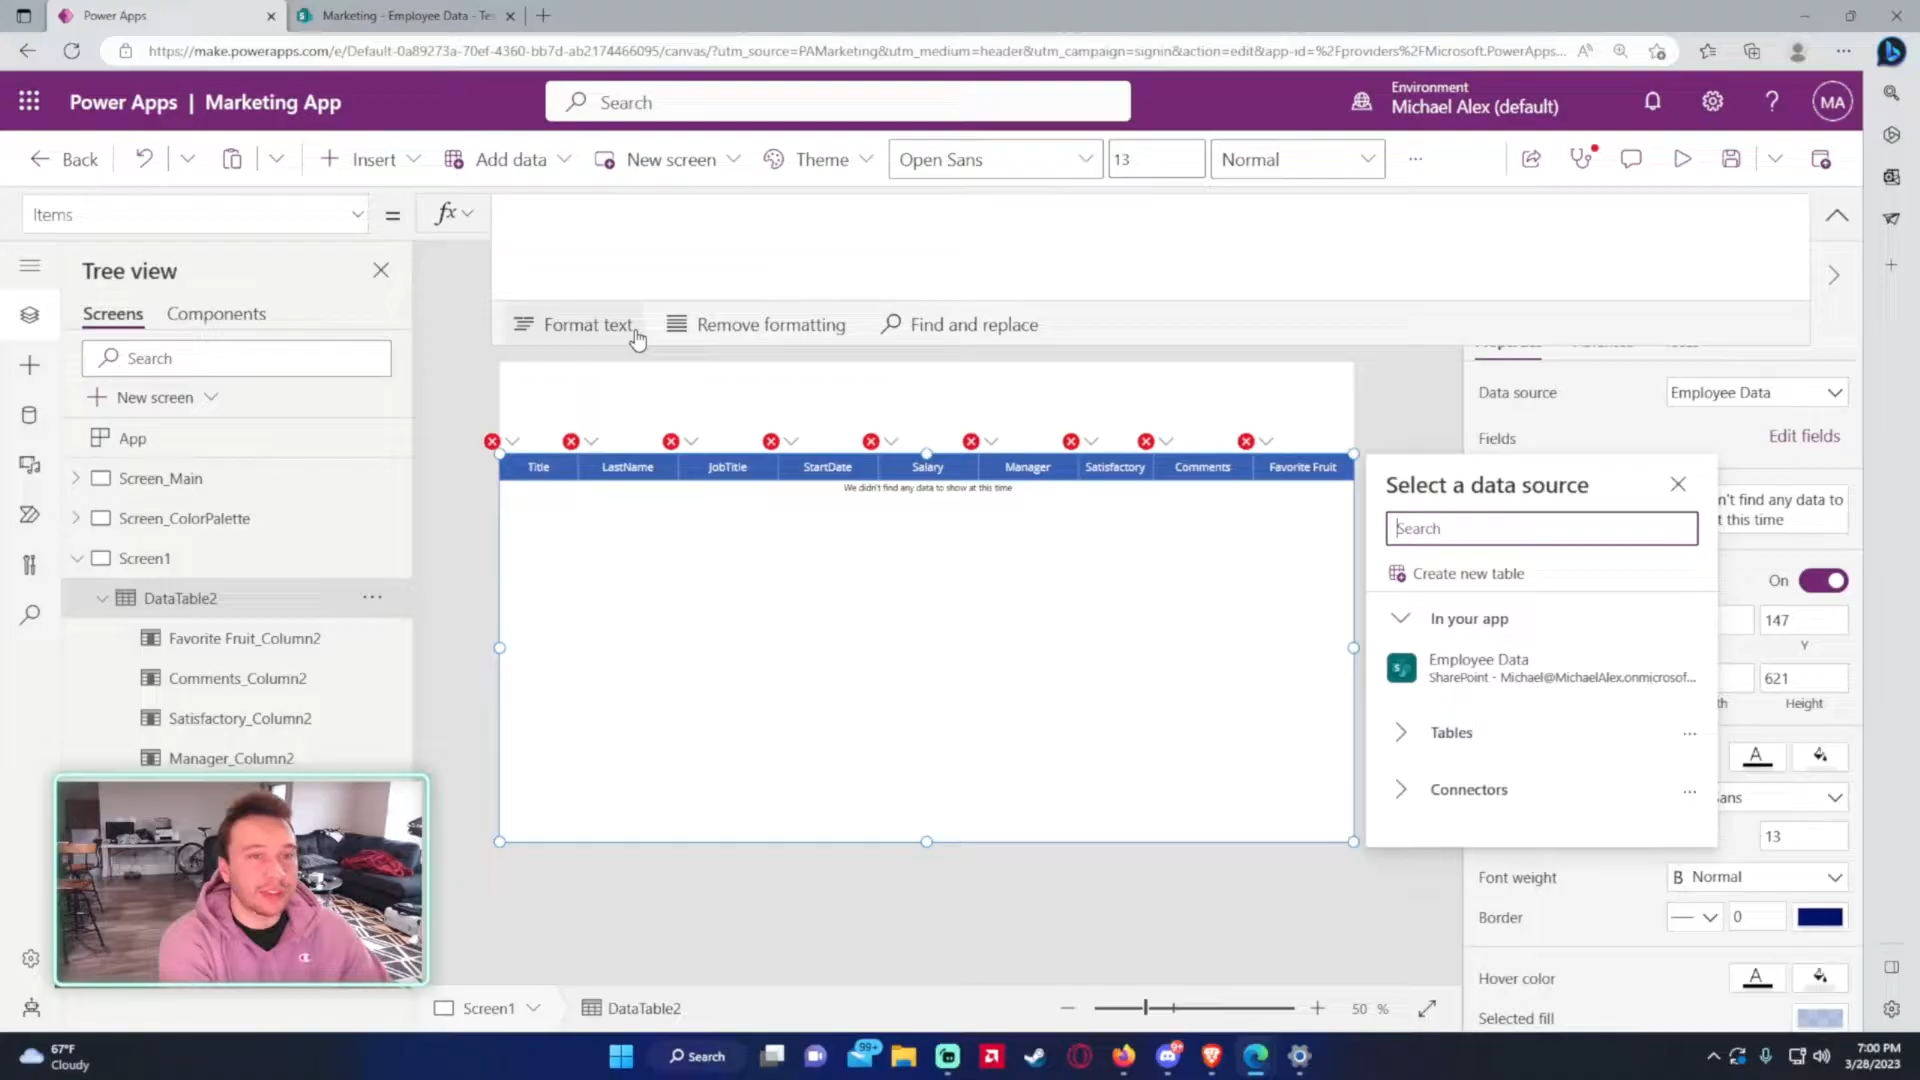 Power Apps
Marketing - Employee Data - Te
https://make.powerapps.com/e/Default-0a89273a-70ef-4360-bb7d-ab2174466095/canvas/?utm_source=PAMarketing&utm_medium=header&utm_campaign=signin&action=edit&app-id=%2Fproviders%2FMicrosoft.PowerApps...
Power Apps | Marketing App
Search
Environment
Michael Alex (default)
MA
Back
Insert
Add data
New screen
Theme
Open Sans
13
Normal
Items
=
fx
Tree view
Screens
Components
Search
New screen
App
Screen_Main
Screen_ColorPalette
Screen1
DataTable2
Favorite Fruit_Column2
Comments_Column2
Satisfactory_Column2
Manager_Column2
Format text
Remove formatting
Find and replace
Title
LastName
JobTitle
StartDate
Salary
Manager
Satisfactory
Comments
Favorite Fruit
We didn't find any data to show at this time
Select a data source
Search
Create new table
In your app
Employee Data
SharePoint - Michael@MichaelAlex.onmicrosof...
Tables
Connectors
Data source
Employee Data
Fields
Edit fields
n't find any data to
t this time
On
147
Y
621
th
Height
ans
13
Font weight
B Normal
Border
0
Hover color
Selected fill
Screen1
DataTable2
50 %
67°F
Cloudy
Search
99+
9+
7:00 PM
3/28/2023